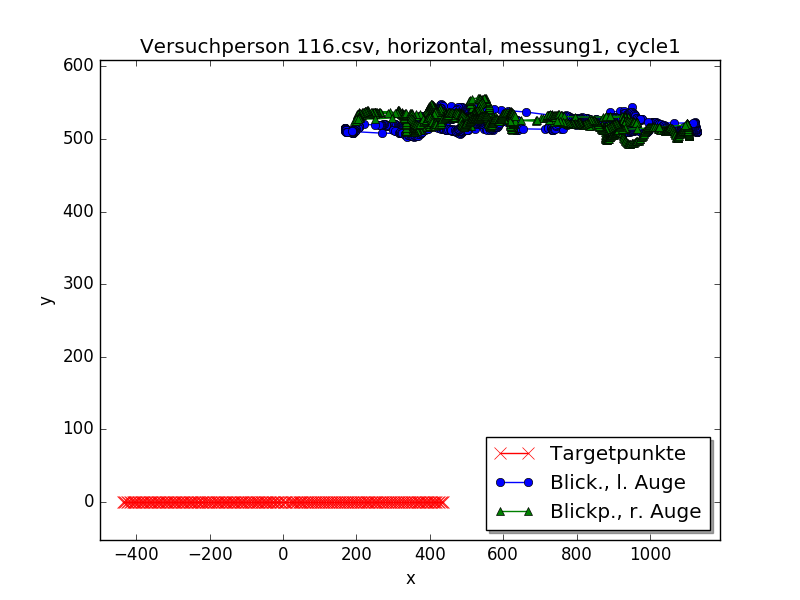 Versuchperson 116.csv, horizontal, messung1, cycle1
600
500
400
300
200
100
0
y
−400 −200 0 200 400 600 800 1000
x
Targetpunkte
Blick., l. Auge
Blickp., r. Auge